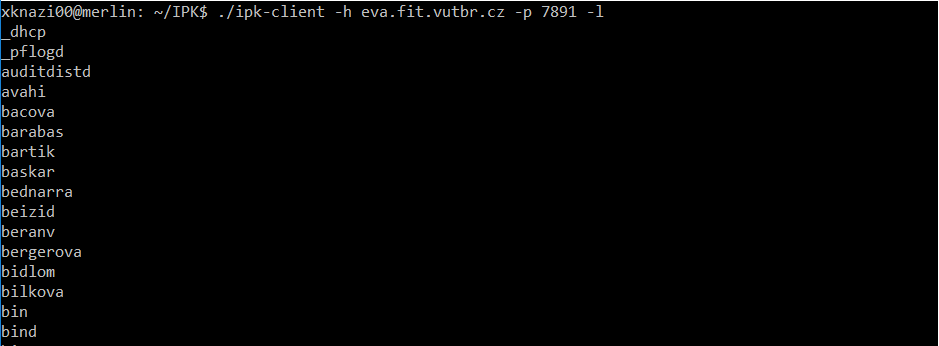 xknazi00@merlin: ~/IPK$ ./ipk-client -h eva.fit.vutbr.cz -p 7891 -l
_dhcp
_pflogd
auditdistd
avahi
bacova
barabas
bartik
baskar
bednarra
beizid
beranv
bergerova
bidlom
bilkova
bin
bind